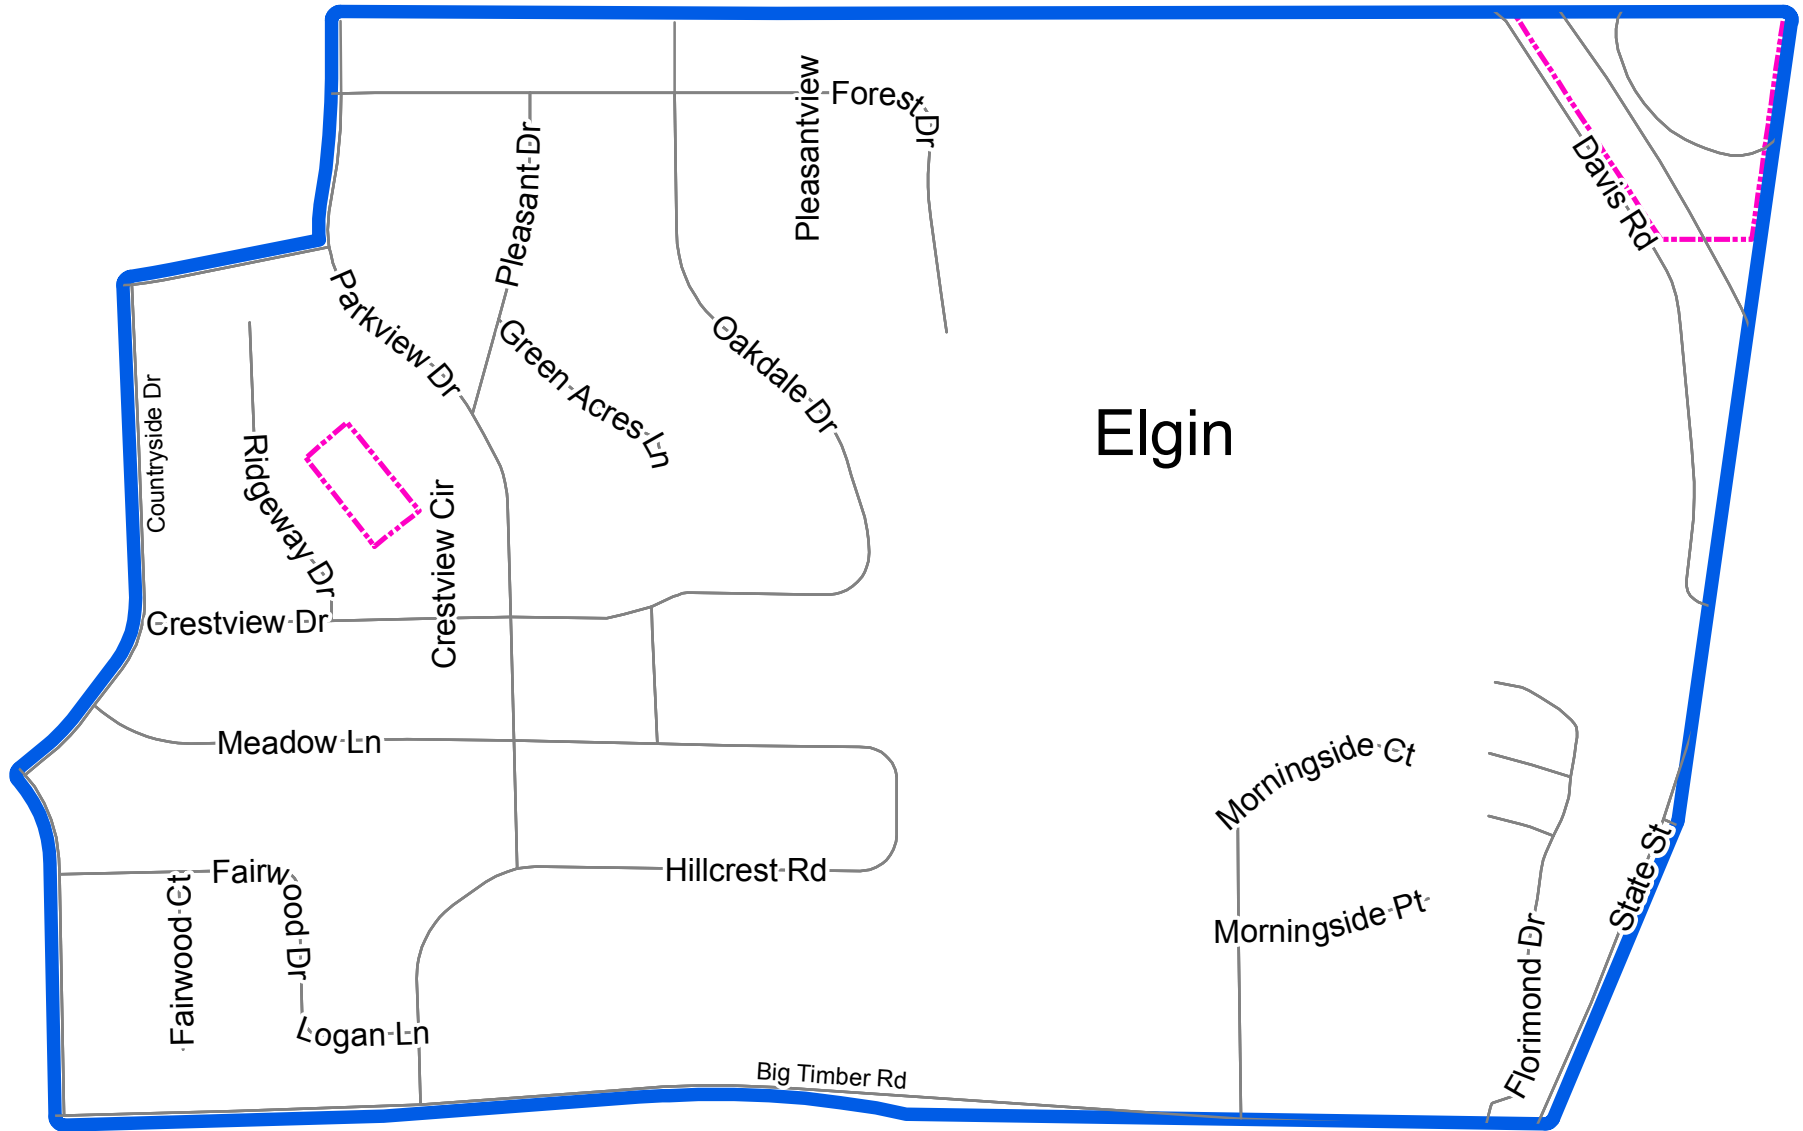 Pleasantview
Forest Dr
Pleasant Dr
Davis Rd
Parkview Dr
Green Acres Ln
Oakdale Dr
Elgin
Countryside Dr
Ridgeway Dr
Crestview Cir
Crestview Dr
Meadow Ln
Morningside Ct
Hillcrest Rd
Fairwood Dr
Fairwood Ct
State St
Morningside Pt
Florimond Dr
Logan Ln
Big Timber Rd